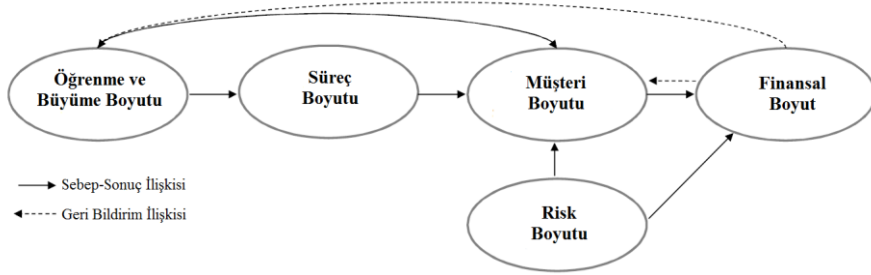 Öğrenme ve
Büyüme Boyutu
Süreç
Boyutu
Müşteri
Boyutu
Finansal
Boyut
Sebep-Sonuç İlişkisi
Geri Bildirim İlişkisi
Risk
Boyutu